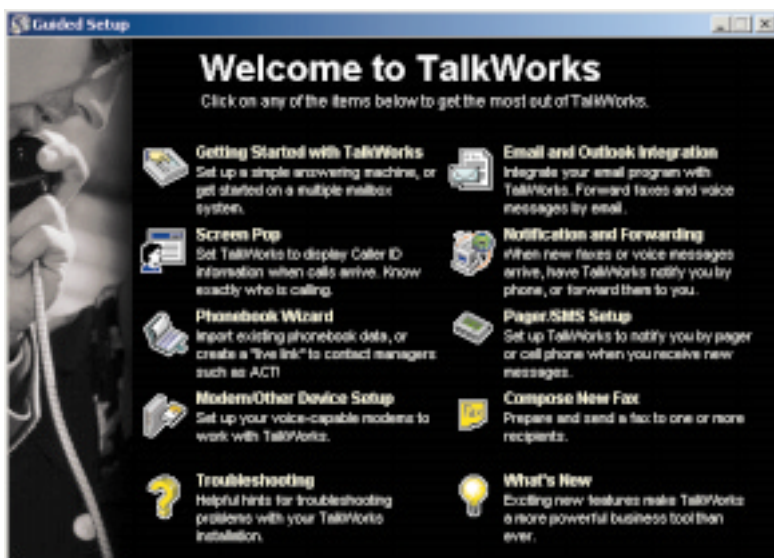 Guided Setup
Welcome to TalkWorks
Click on any of the items below to get the most out of TalkWorks.
Getting Started with TalkWorks
Set up a simple answering machine, or
get started on a multiple mailbox
system.
Screen Pop
Set TalkWorks to display Caller ID
information when calls arrive. Know
exactly who is calling.
Phonebook Wizard
Import existing phonebook data, or
create a "live link" to contact managers
such as ACT!
Modem/Other Device Setup
Set up your voice-capable modems to
work with TalkWorks.
Troubleshooting
Helpful hints for troubleshooting
problems with your TalkWorks
installation.
Email and Outlook Integration
Integrate your email program with
TalkWorks. Forward faxes and voice
messages by email.
Notification and Forwarding
When new faxes or voice messages
arrive, have TalkWorks notify you by
phone, or forward them to you.
Pager/SMS Setup
Set up TalkWorks to notify you by pager
or cell phone when you receive new
messages.
Compose New Fax
Prepare and send a fax to one or more
recipients.
What's New
Exciting new features make TalkWorks
a more powerful business tool than
ever.